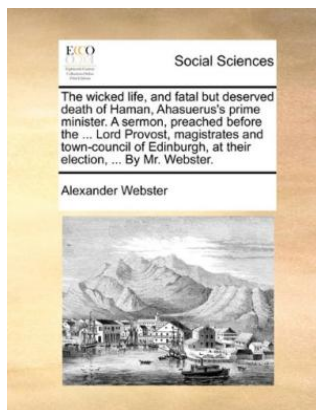 ECCO
Social Sciences
The wicked life, and fatal but deserved
death of Haman, Ahasuerus's prime
minister. A sermon, preached before
the ... Lord Provost, magistrates and
town-council of Edinburgh, at their
election, ... By Mr. Webster.
Alexander Webster